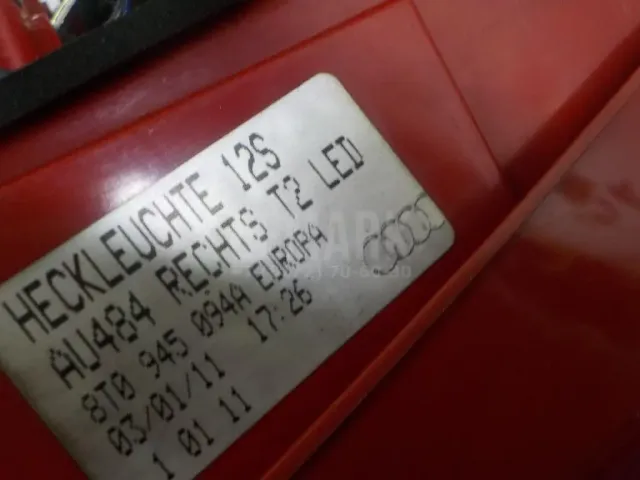 HECKLEUCHTE 12S
AU484 RECHTS T2 LED
8T0 945 094A EUROPA
03/01/11 17:26
1 01 11